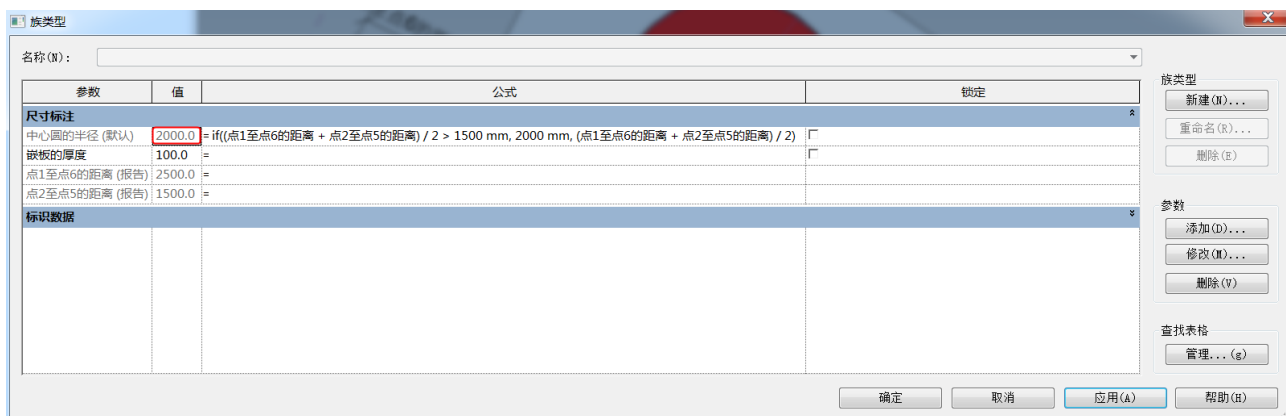 族类型
名称(N):
参数 值 公式 锁定
尺寸标注
中心圆的半径 (默认) 2000.0 = if((点1至点6的距离 + 点2至点5的距离) / 2 > 1500 mm, 2000 mm, (点1至点6的距离 + 点2至点5的距离) / 2)
嵌板的厚度 100.0 =
点1至点6的距离 (报告) 2500.0 =
点2至点5的距离 (报告) 1500.0 =
标识数据
族类型
新建(N)...
重命名(R)...
删除(E)
参数
添加(D)...
修改(M)...
删除(V)
查找表格
管理...(g)
确定 取消 应用(A) 帮助(H)